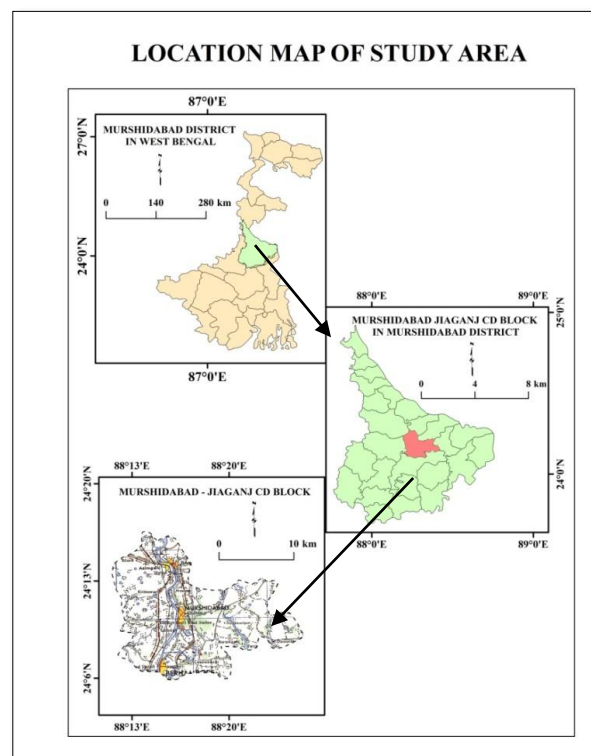 LOCATION MAP OF STUDY AREA
87°0'E
27°0'N
24°0'N
MURSHIDABAD DISTRICT
IN WEST BENGAL
0 140 280 km
87°0'E
88°0'E 89°0'E
25°0'N
24°0'N
MURSHIDABAD JIAGANJ CD BLOCK
IN MURSHIDABAD DISTRICT
0 4 8 km
88°0'E 89°0'E
88°13'E 88°20'E
24°20'N
24°13'N
24°6'N
MURSHIDABAD - JIAGANJ CD BLOCK
0 10 km
MURSHIDABAD
88°13'E 88°20'E